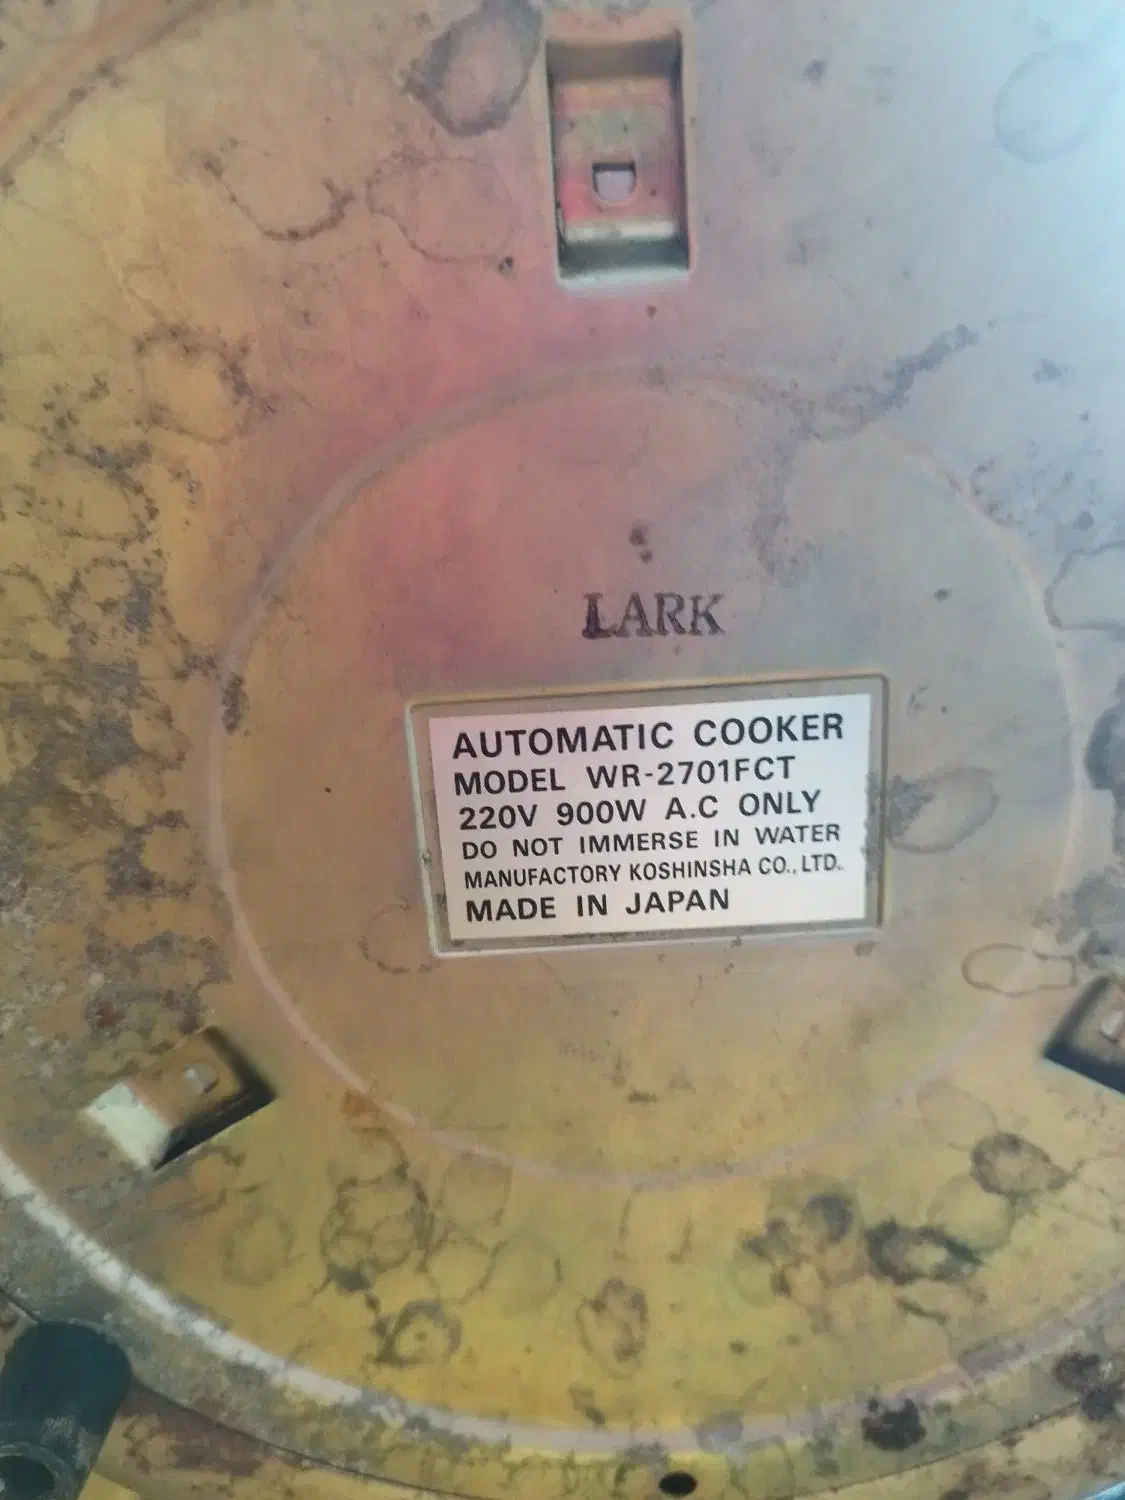 LARK
AUTOMATIC COOKER
MODEL WR-2701FCT
220V 900W A.C ONLY
DO NOT IMMERSE IN WATER
MANUFACTORY KOSHINSHA CO., LTD.
MADE IN JAPAN